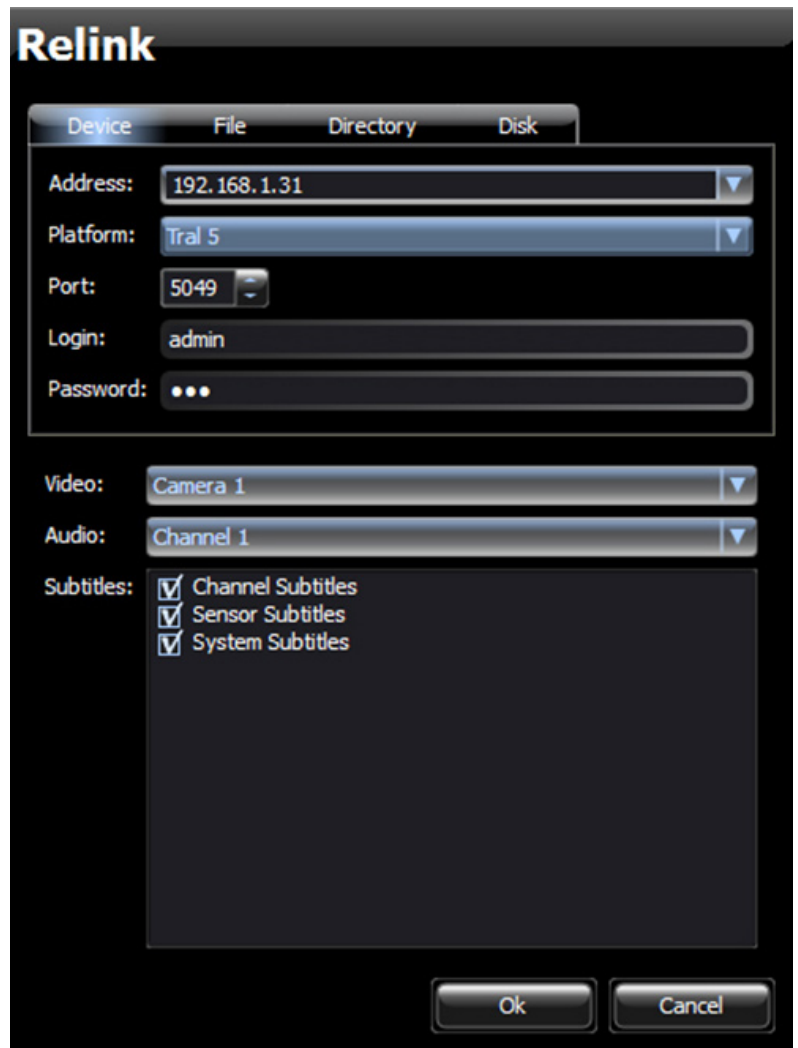 Relink
Device File Directory Disk
Address: 192.168.1.31
Platform: Tral 5
Port: 5049
Login: admin
Password: •••
Video: Camera 1
Audio: Channel 1
Subtitles: Channel Subtitles
Sensor Subtitles
System Subtitles
Ok Cancel